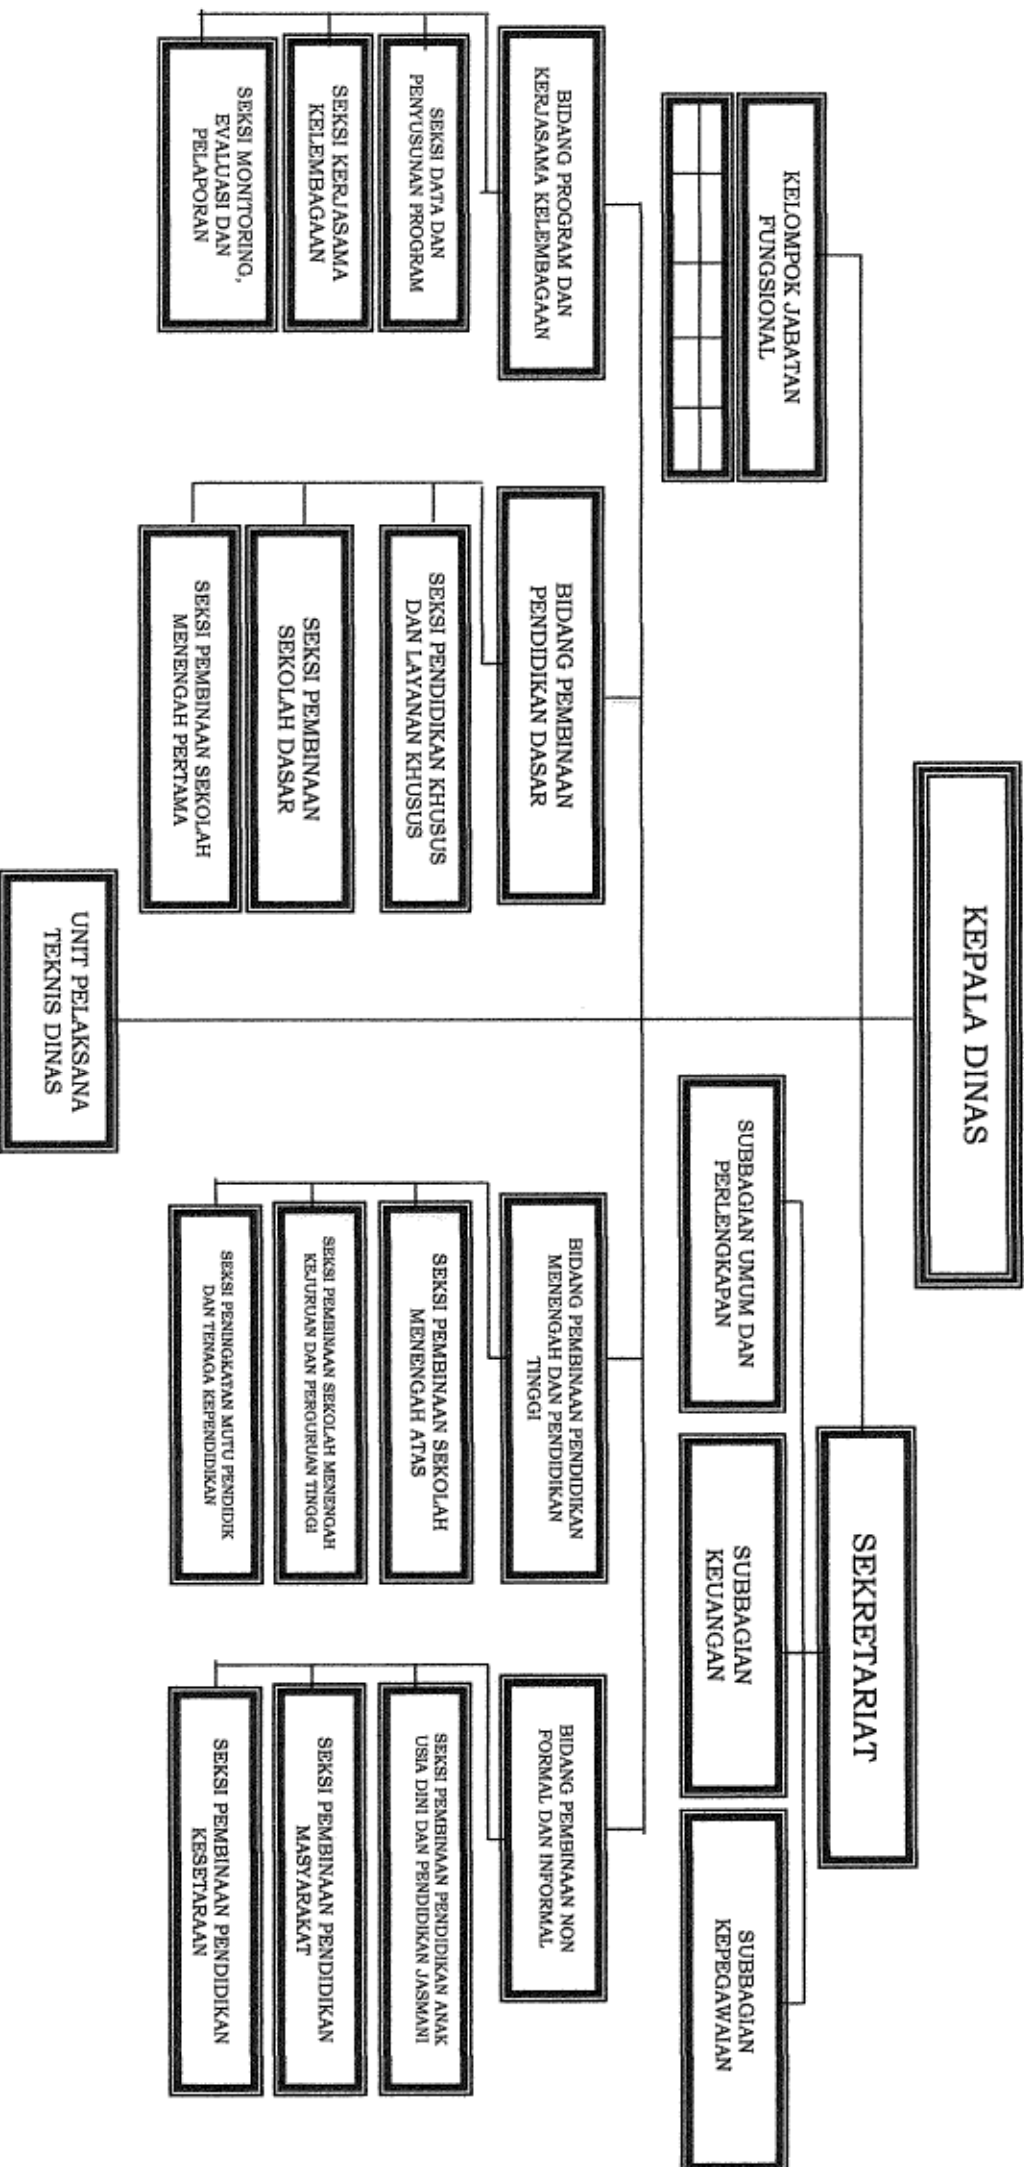 KEPALA DINAS
KELOMPOK JABATAN
FUNGSIONAL
SEKRETARIAT
SUBBAGIAN UMUM DAN
PERLENGKAPAN
SUBBAGIAN
KEUANGAN
SUBBAGIAN
KEPEGAWAIAN
BIDANG PROGRAM DAN
KERJASAMA KELEMBAGAAN
SEKSI DATA DAN
PENYUSUNAN PROGRAM
SEKSI KERJASAMA
KELEMBAGAAN
SEKSI MONITORING,
EVALUASI DAN
PELAPORAN
BIDANG PEMBINAAN
PENDIDIKAN DASAR
SEKSI PENDIDIKAN KHUSUS
DAN LAYANAN KHUSUS
SEKSI PEMBINAAN
SEKOLAH DASAR
SEKSI PEMBINAAN SEKOLAH
MENENGAH PERTAMA
BIDANG PEMBINAAN PENDIDIKAN
MENENGAH DAN PENDIDIKAN
TINGGI
SEKSI PEMBINAAN SEKOLAH
MENENGAH ATAS
SEKSI PEMBINAAN SEKOLAH MENENGAH
KEJURUAN DAN PERGURUAN TINGGI
SEKSI PENINGKATAN MUTU PENDIDIK
DAN TENAGA KEPENDIDIKAN
BIDANG PEMBINAAN NON
FORMAL DAN INFORMAL
SEKSI PEMBINAAN PENDIDIKAN ANAK
USIA DINI DAN PENDIDIKAN JASMANI
SEKSI PEMBINAAN PENDIDIKAN
MASYARAKAT
SEKSI PEMBINAAN PENDIDIKAN
KESETARAAN
UNIT PELAKSANA
TEKNIS DINAS